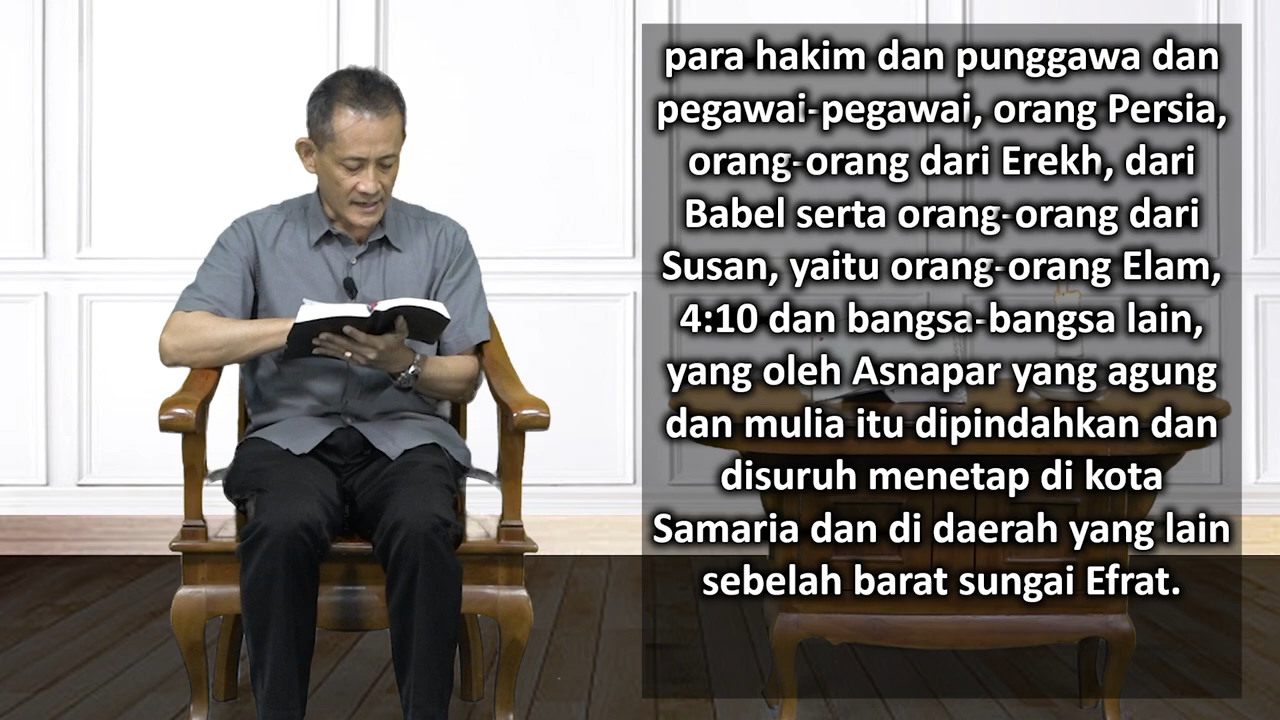 para hakim dan punggawa dan
pegawai-pegawai, orang Persia,
orang-orang dari Erekh, dari
Babel serta orang-orang dari
Susan, yaitu orang-orang Elam,
4:10 dan bangsa-bangsa lain,
yang oleh Asnapar yang agung
dan mulia itu dipindahkan dan
disuruh menetap di kota
Samaria dan di daerah yang lain
sebelah barat sungai Efrat.